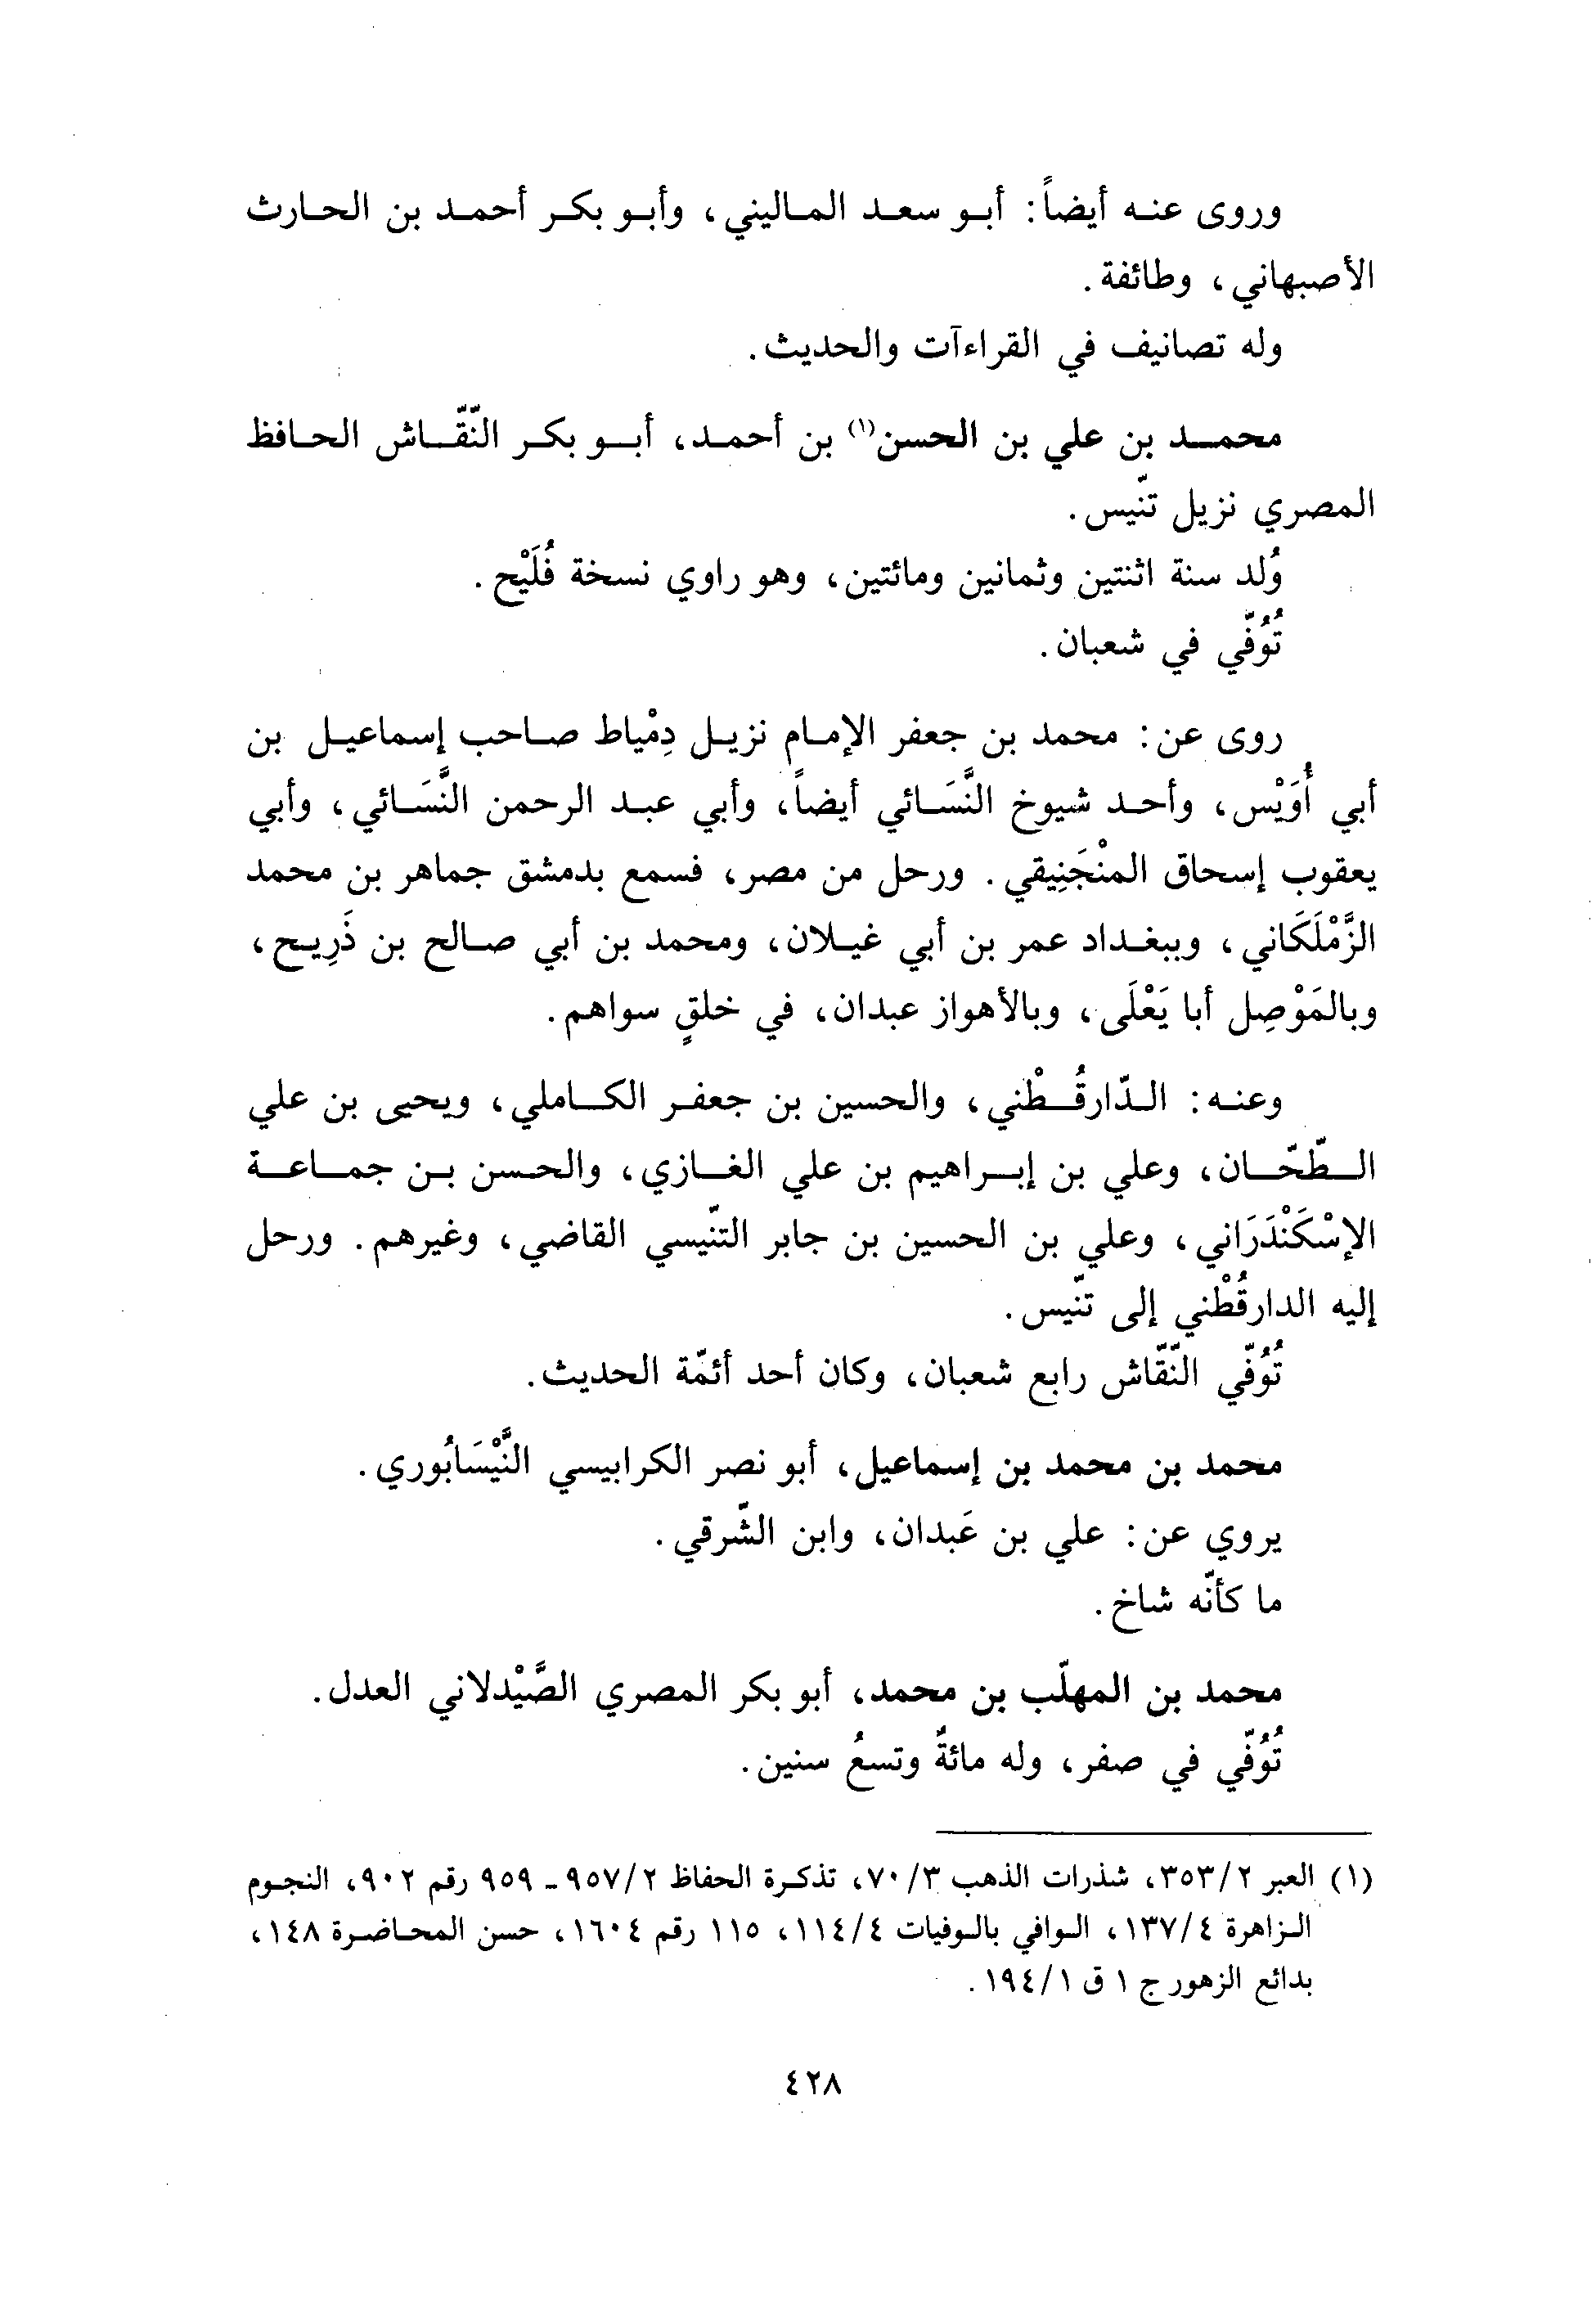 وروى عنه أيضاً: أبو سعد الماليني، وأبو بكر أحمد بن الحارث
الأصبهاني، وطائفة.
وله تصانيف في القراءآت والحديث.
محمد بن علي بن الحسن(١) بن أحمد، أبو بكر النّقّاش الحافظ
المصري نزيل تنّيس.
وُلد سنة اثنتين وثمانين ومائتين، وهو راوي نسخة فُلَيْح.
تُوُفّي في شعبان.
روى عن: محمد بن جعفر الإمام نزيل دِمْياط صاحب إسماعيل بن
أبي أُوَيْس، وأحد شيوخ النَّسَائي أيضاً، وأبي عبد الرحمن النَّسَائي، وأبي
يعقوب إسحاق المنْجَنِيقي. ورحل من مصر، فسمع بدمشق جماهر بن محمد
الزَّمْلَكَاني، وببغداد عمر بن أبي غيلان، ومحمد بن أبي صالح بن ذَرِيح،
وبالمَوْصِل أبا يَعْلَى، وبالأهواز عبدان، في خلقٍ سواهم.
وعنه: الدّارقُطْني، والحسين بن جعفر الكاملي، ويحيى بن علي
الطّحّان، وعلي بن إبراهيم بن علي الغازي، والحسن بن جماعة
الإسْكَنْدَرَاني، وعلي بن الحسين بن جابر التنّيسي القاضي، وغيرهم. ورحل
إليه الدارقُطْني إلى تنّيس.
تُوُفّي النّقّاش رابع شعبان، وكان أحد أئمّة الحديث.
محمد بن محمد بن إسماعيل، أبو نصر الكرابيسي النَّيْسَابُوري.
يروي عن: علي بن عَبدان، وابن الشّرقي.
ما كأنّه شاخ.
محمد بن المهلّب بن محمد، أبو بكر المصري الصَّيْدلاني العدل.
تُوُفّي في صفر، وله مائةٌ وتسعُ سنين.
(١) العبر ٣٥٣/٢، شذرات الذهب ٧٠/٣، تذكرة الحفاظ ٩٥٧/٢ - ٩٥٩ رقم ٩٠٢، النجوم
الزاهرة ١٣٧/٤، الوافي بالوفيات ١١٤/٤، ١١٥ رقم ١٦٠٤، حسن المحاضرة ١٤٨،
بدائع الزهور ج ١ ق ١٩٤/١.
٤٢٨